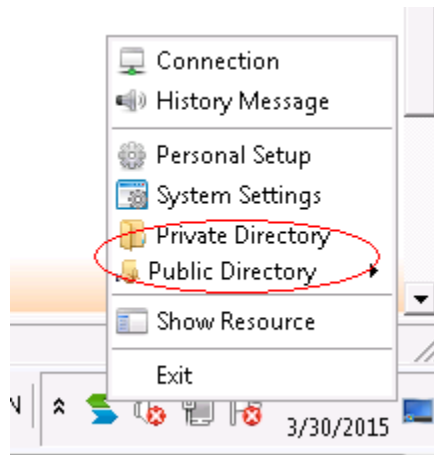 Connection
History Message
Personal Setup
System Settings
Private Directory
Public Directory
Show Resource
Exit
3/30/2015